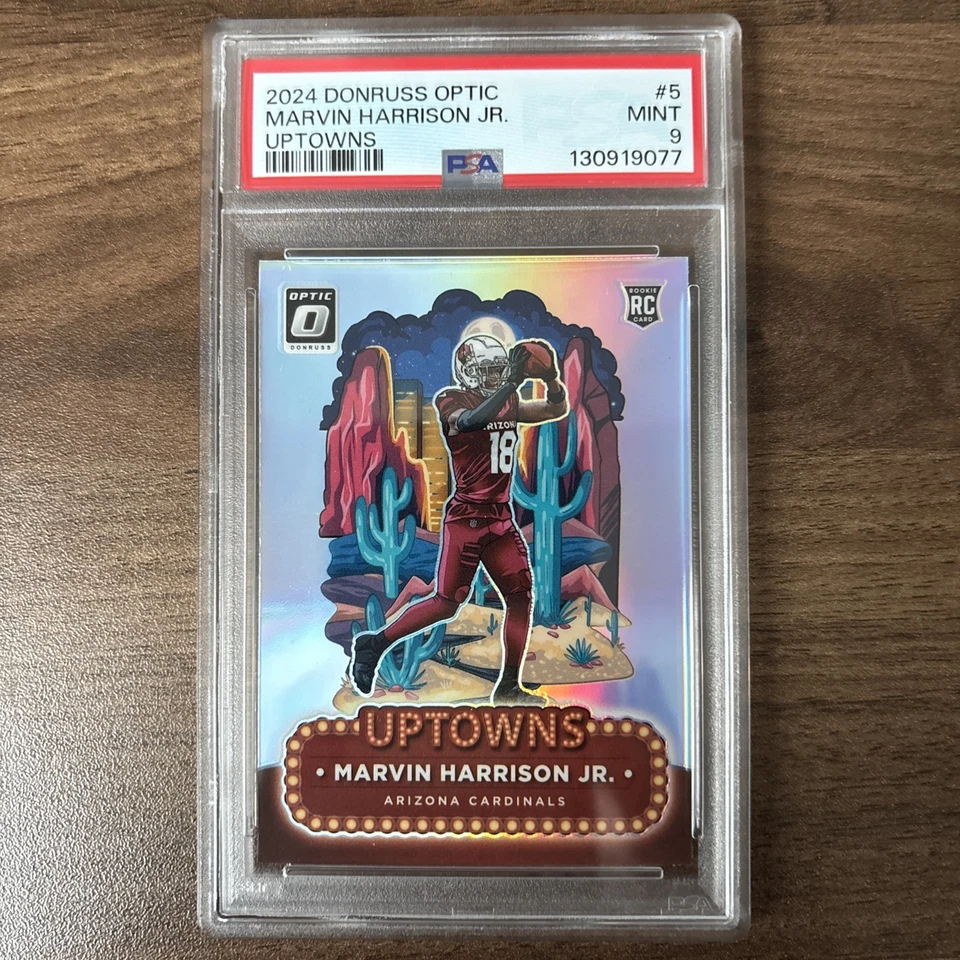 2024 DONRUSS OPTIC #5
MARVIN HARRISON JR. MINT
UPTOWNS 9
PSA 130919077
OPTIC
DONRUSS
ROOKIE
RC
CARD
ARIZONA
18
UPTOWNS
• MARVIN HARRISON JR. •
ARIZONA CARDINALS
PSA